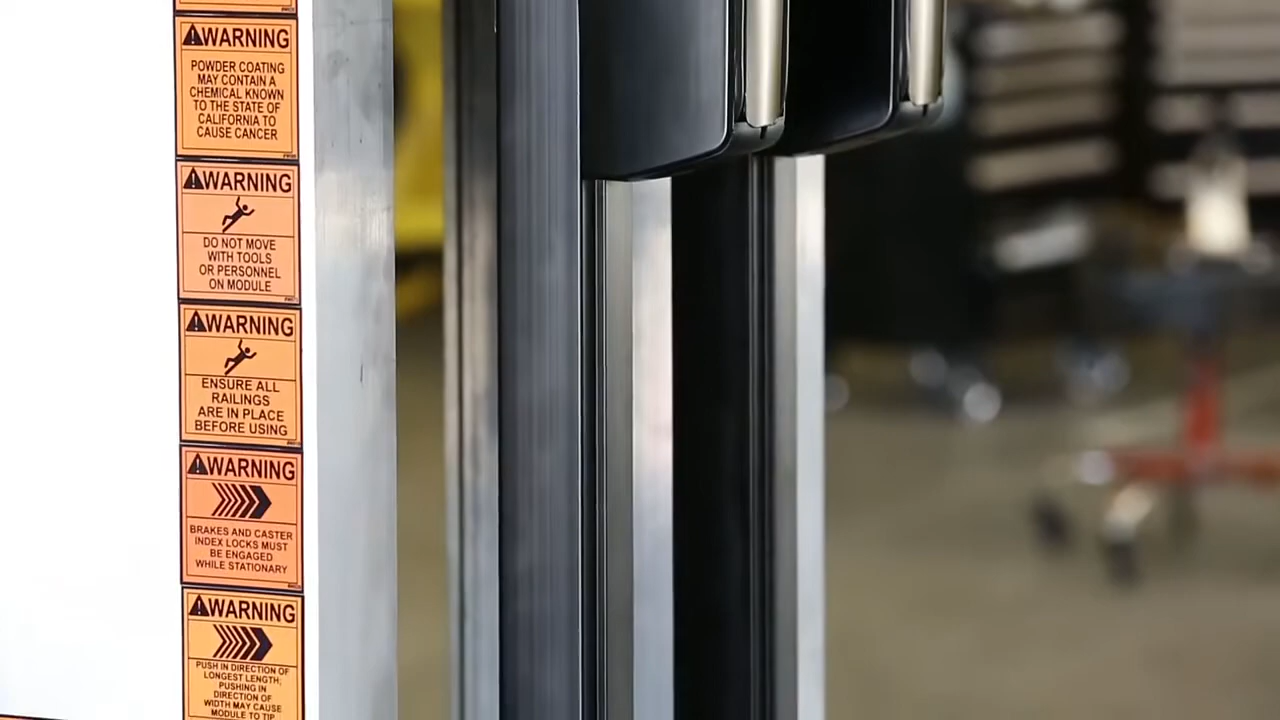 WARNING
POWDER COATING
MAY CONTAIN A
CHEMICAL KNOWN
TO THE STATE OF
CALIFORNIA TO
CAUSE CANCER
WARNING
DO NOT MOVE
WITH TOOLS
OR PERSONNEL
ON MODULE
WARNING
ENSURE ALL
RAILINGS
ARE IN PLACE
BEFORE USING
WARNING
BRAKES AND CASTER
INDEX LOCKS MUST
BE ENGAGED
WHILE STATIONARY
WARNING
PUSH IN DIRECTION OF
LONGEST LENGTH;
PUSHING IN
DIRECTION OF
WIDTH MAY CAUSE
MODULE TO TIP